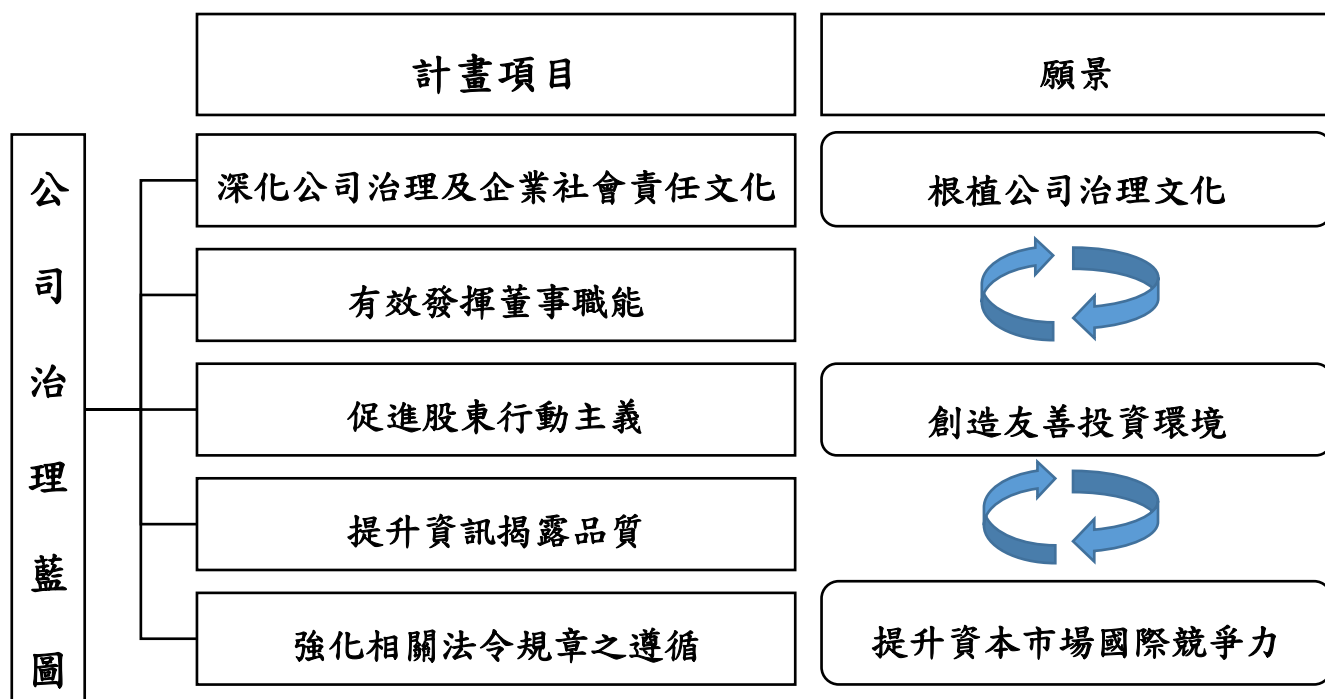 計畫項目
願景
公司治理藍圖
深化公司治理及企業社會責任文化
根植公司治理文化
有效發揮董事職能
促進股東行動主義
創造友善投資環境
提升資訊揭露品質
強化相關法令規章之遵循
提升資本市場國際競爭力